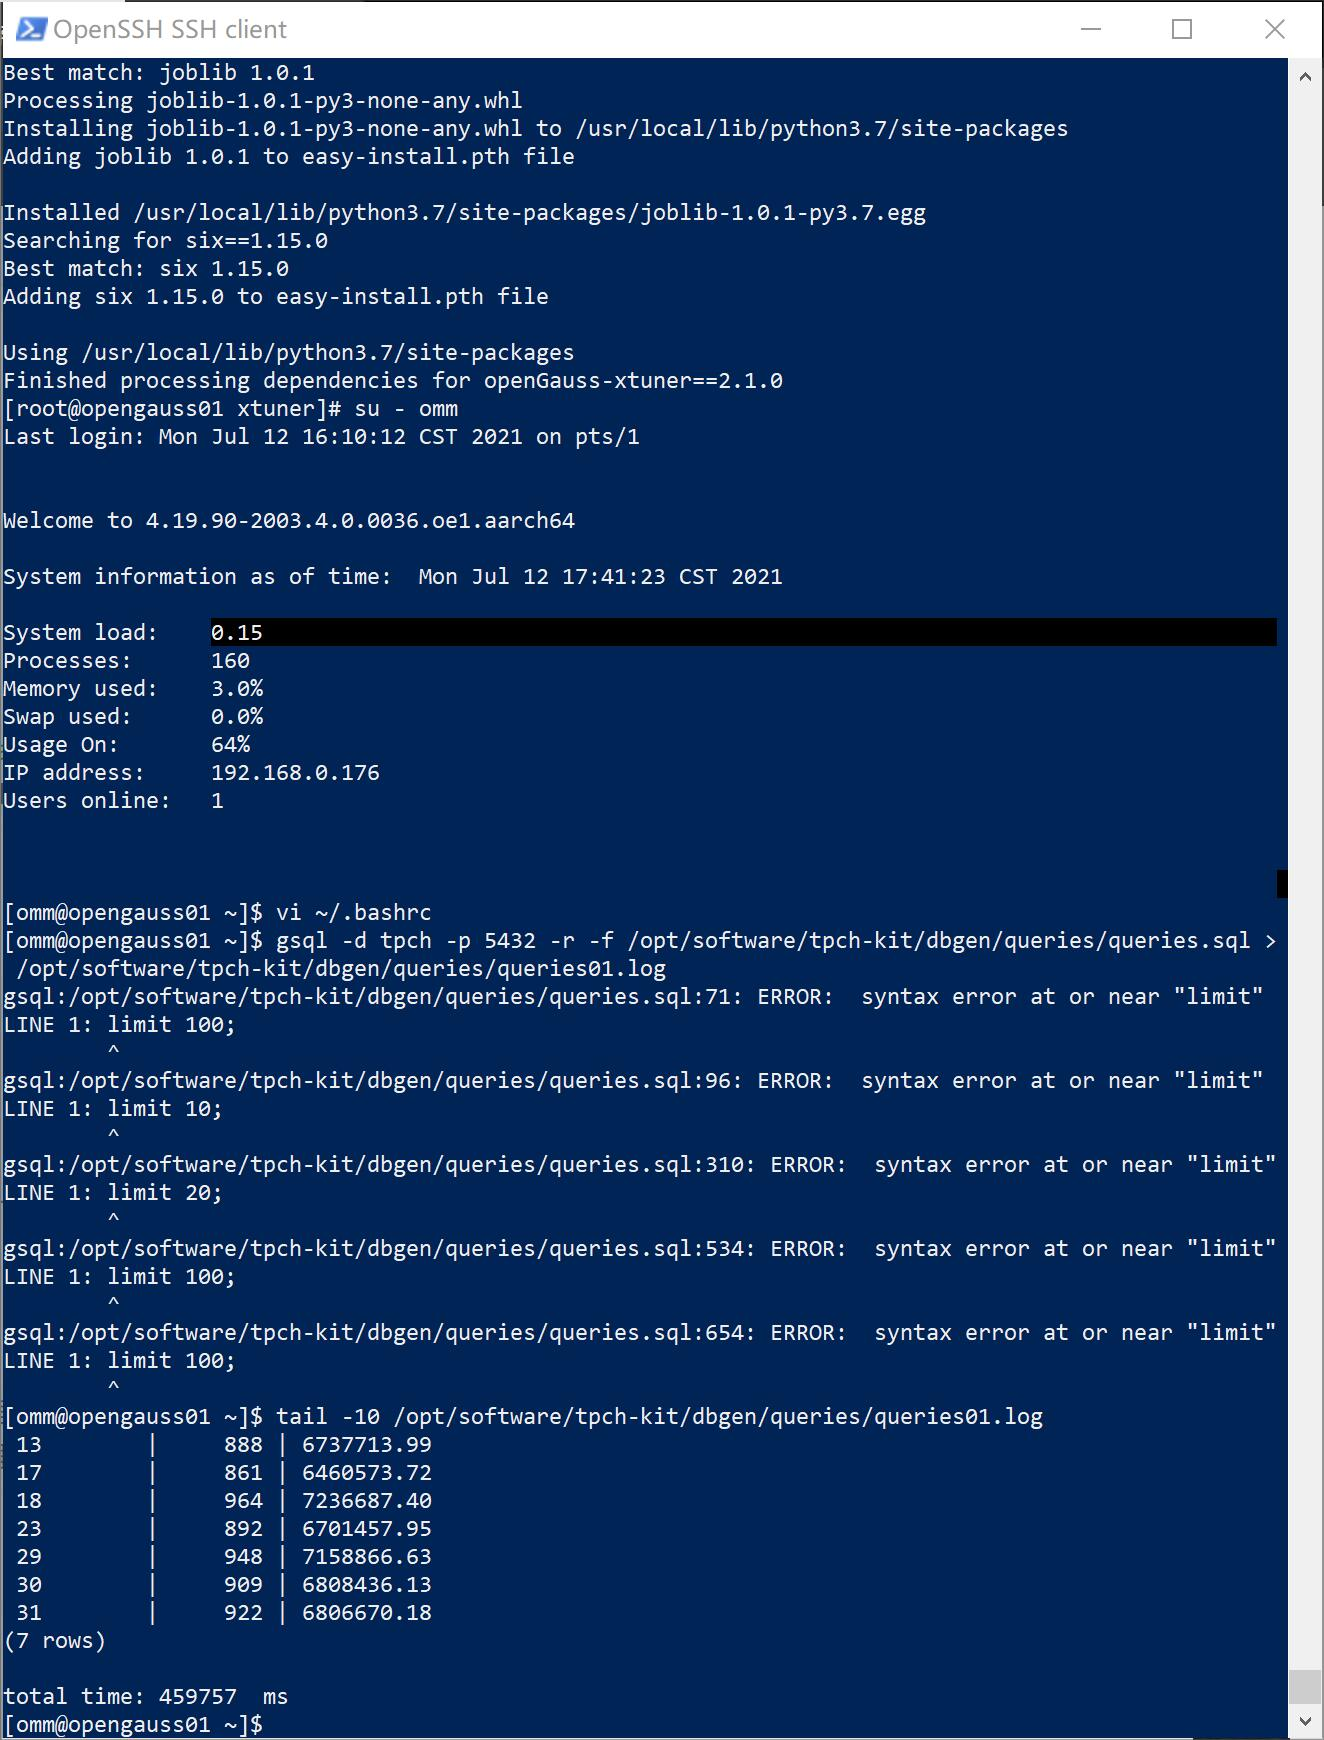 OpenSSH SSH client
Best match: joblib 1.0.1
Processing joblib-1.0.1-py3-none-any.whl
Installing joblib-1.0.1-py3-none-any.whl to /usr/local/lib/python3.7/site-packages
Adding joblib 1.0.1 to easy-install.pth file
Installed /usr/local/lib/python3.7/site-packages/joblib-1.0.1-py3.7.egg
Searching for six==1.15.0
Best match: six 1.15.0
Adding six 1.15.0 to easy-install.pth file
Using /usr/local/lib/python3.7/site-packages
Finished processing dependencies for openGauss-xtuner==2.1.0
[root@opengauss01 xtuner]# su - omm
Last login: Mon Jul 12 16:10:12 CST 2021 on pts/1
Welcome to 4.19.90-2003.4.0.0036.oe1.aarch64
System information as of time:  Mon Jul 12 17:41:23 CST 2021
System load:    0.15
Processes:      160
Memory used:    3.0%
Swap used:      0.0%
Usage On:       64%
IP address:     192.168.0.176
Users online:   1
[omm@opengauss01 ~]$ vi ~/.bashrc
[omm@opengauss01 ~]$ gsql -d tpch -p 5432 -r -f /opt/software/tpch-kit/dbgen/queries/queries.sql >
 /opt/software/tpch-kit/dbgen/queries/queries01.log
gsql:/opt/software/tpch-kit/dbgen/queries/queries.sql:71: ERROR:  syntax error at or near "limit"
LINE 1: limit 100;
        ^
gsql:/opt/software/tpch-kit/dbgen/queries/queries.sql:96: ERROR:  syntax error at or near "limit"
LINE 1: limit 10;
        ^
gsql:/opt/software/tpch-kit/dbgen/queries/queries.sql:310: ERROR:  syntax error at or near "limit"
LINE 1: limit 20;
        ^
gsql:/opt/software/tpch-kit/dbgen/queries/queries.sql:534: ERROR:  syntax error at or near "limit"
LINE 1: limit 100;
        ^
gsql:/opt/software/tpch-kit/dbgen/queries/queries.sql:654: ERROR:  syntax error at or near "limit"
LINE 1: limit 100;
        ^
[omm@opengauss01 ~]$ tail -10 /opt/software/tpch-kit/dbgen/queries/queries01.log
 13        |     888 | 6737713.99
 17        |     861 | 6460573.72
 18        |     964 | 7236687.40
 23        |     892 | 6701457.95
 29        |     948 | 7158866.63
 30        |     909 | 6808436.13
 31        |     922 | 6806670.18
(7 rows)
total time: 459757  ms
[omm@opengauss01 ~]$